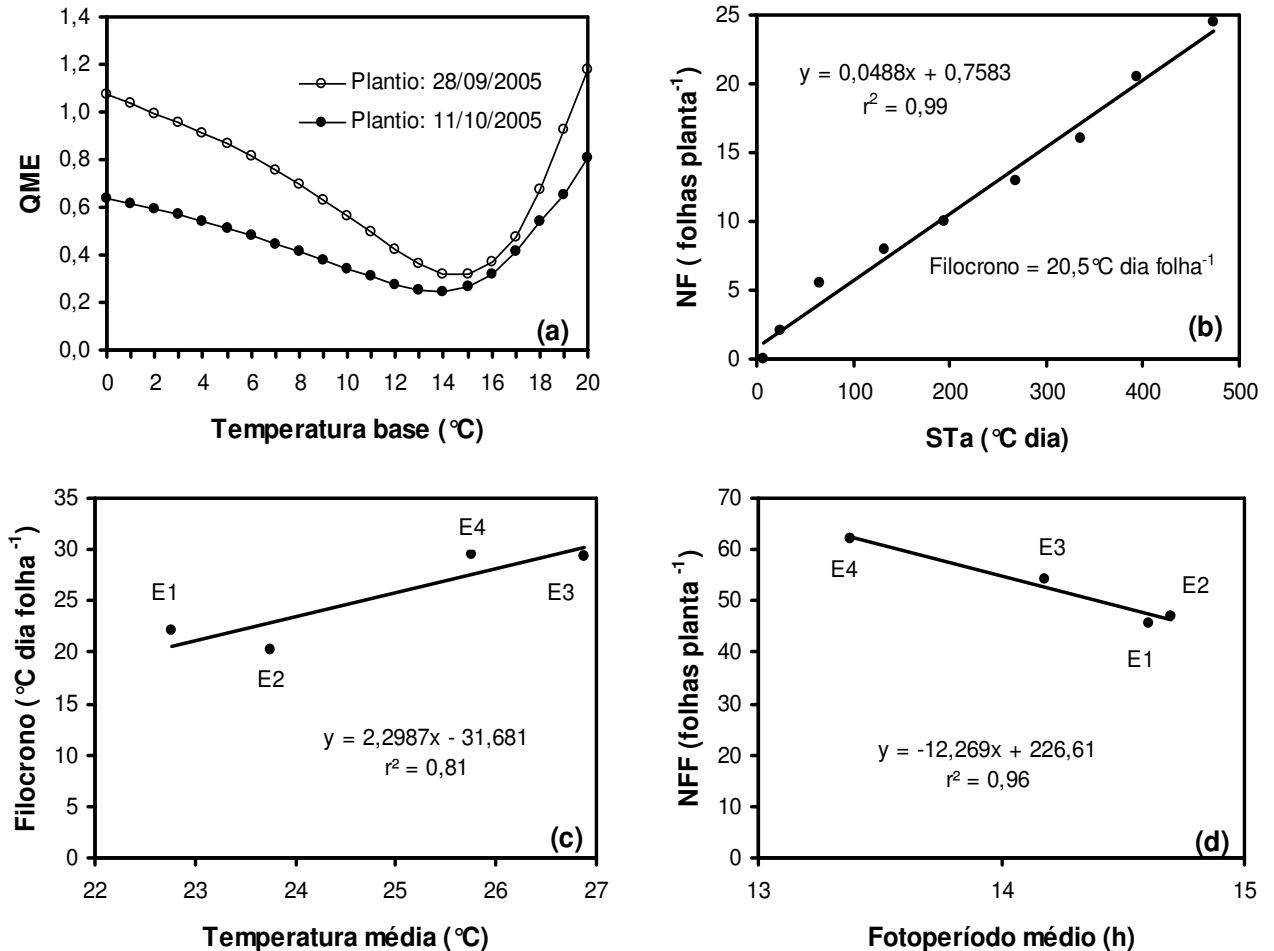 1,4
1,2
1,0
0,8
0,6
0,4
0,2
0,0
QME
Plantio: 28/09/2005
Plantio: 11/10/2005
(a)
0 2 4 6 8 10 12 14 16 18 20
Temperatura base (°C)
25
20
15
10
5
0
NF ( folhas planta-1)
y = 0,0488x + 0,7583
r2 = 0,99
Filocrono = 20,5°C dia folha-1
(b)
0 100 200 300 400 500
STa (°C dia)
35
30
25
20
15
10
5
0
Filocrono (°C dia folha -1)
E1
E2
E4
E3
y = 2,2987x - 31,681
r² = 0,81
(c)
22 23 24 25 26 27
Temperatura média (°C)
70
60
50
40
30
20
10
0
NFF (folhas planta -1)
E4
E3
E2
E1
y = -12,269x + 226,61
r² = 0,96
(d)
13 14 15
Fotoperíodo médio (h)